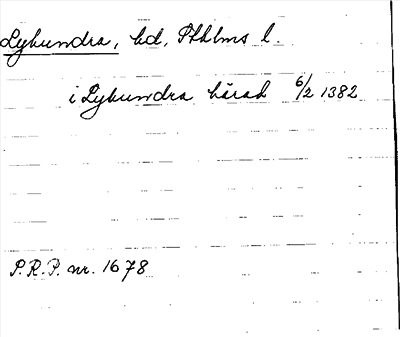 Lyhundra, hd, Sthlms l.
i Lyhundra härad 6/2 1382
P.R.P. nr. 1678